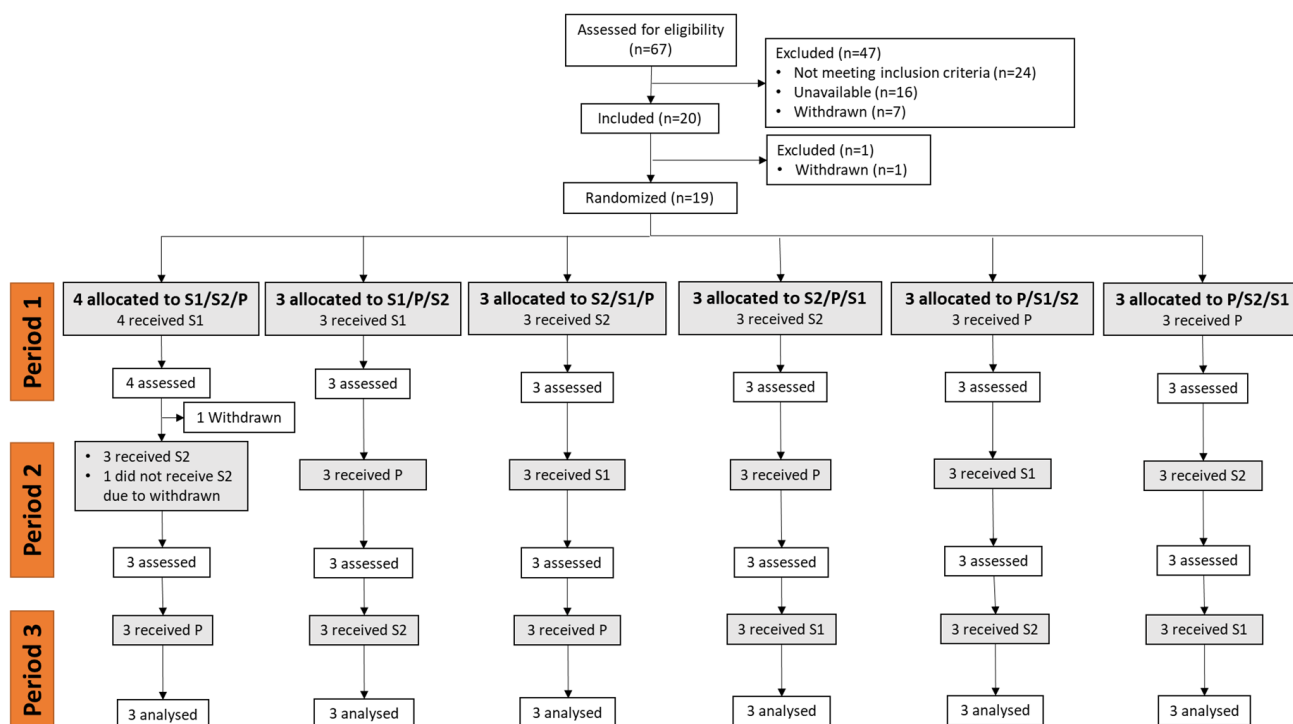 Assessed for eligibility
(n=67)
Excluded (n=47)
• Not meeting inclusion criteria (n=24)
• Unavailable (n=16)
• Withdrawn (n=7)
Included (n=20)
Excluded (n=1)
• Withdrawn (n=1)
Randomized (n=19)
Period 1
4 allocated to S1/S2/P
4 received S1
3 allocated to S1/P/S2
3 received S1
3 allocated to S2/S1/P
3 received S2
3 allocated to S2/P/S1
3 received S2
3 allocated to P/S1/S2
3 received P
3 allocated to P/S2/S1
3 received P
4 assessed
3 assessed
3 assessed
3 assessed
3 assessed
3 assessed
1 Withdrawn
Period 2
• 3 received S2
• 1 did not receive S2
due to withdrawn
3 received P
3 received S1
3 received P
3 received S1
3 received S2
3 assessed
3 assessed
3 assessed
3 assessed
3 assessed
3 assessed
Period 3
3 received P
3 received S2
3 received P
3 received S1
3 received S2
3 received S1
3 analysed
3 analysed
3 analysed
3 analysed
3 analysed
3 analysed